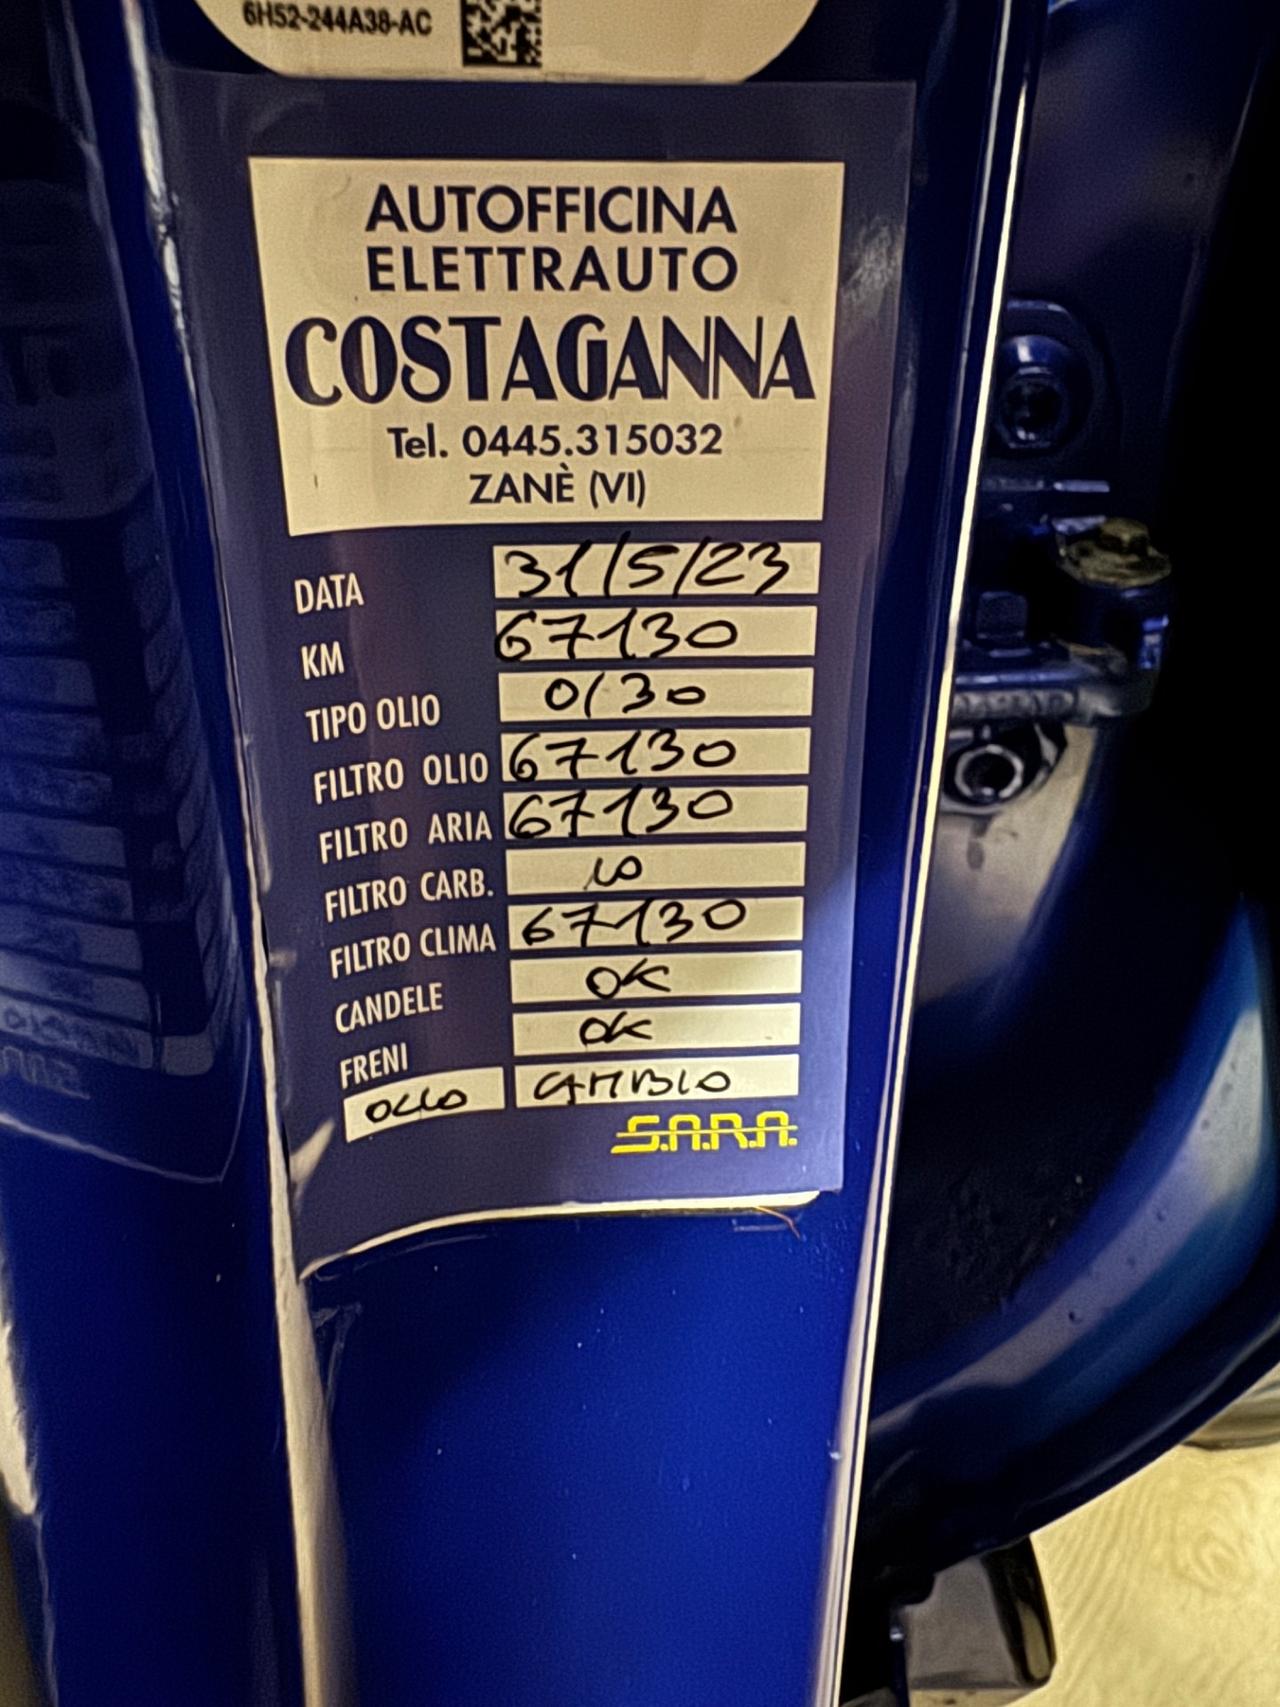 6H52-244A38-AC
AUTOFFICINA
ELETTRAUTO
COSTAGANNA
Tel. 0445.315032
ZANÈ (VI)
DATA 31/5/23
KM 67130
TIPO OLIO 0/30
FILTRO OLIO 67130
FILTRO ARIA 67130
FILTRO CARB.
FILTRO CLIMA 67130
CANDELE OK
FRENI OK
OLIO CAMBIO
S.A.R.A.